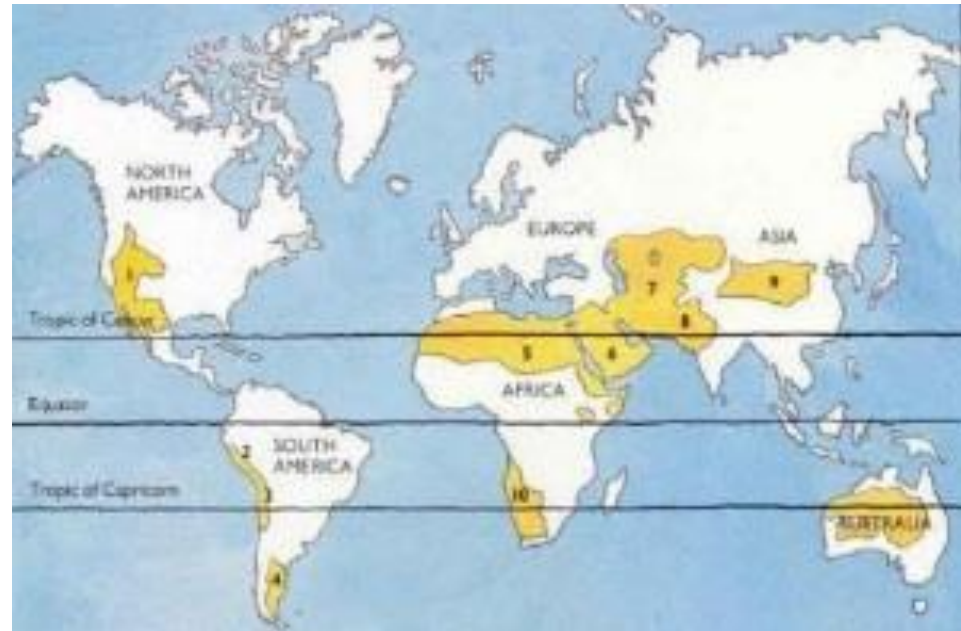 NORTH
AMERICA
EUROPE
ASIA
1
7
9
8
Tropic of Cancer
5
6
AFRICA
Equator
2
SOUTH
AMERICA
Tropic of Capricorn
3
10
AUSTRALIA
4